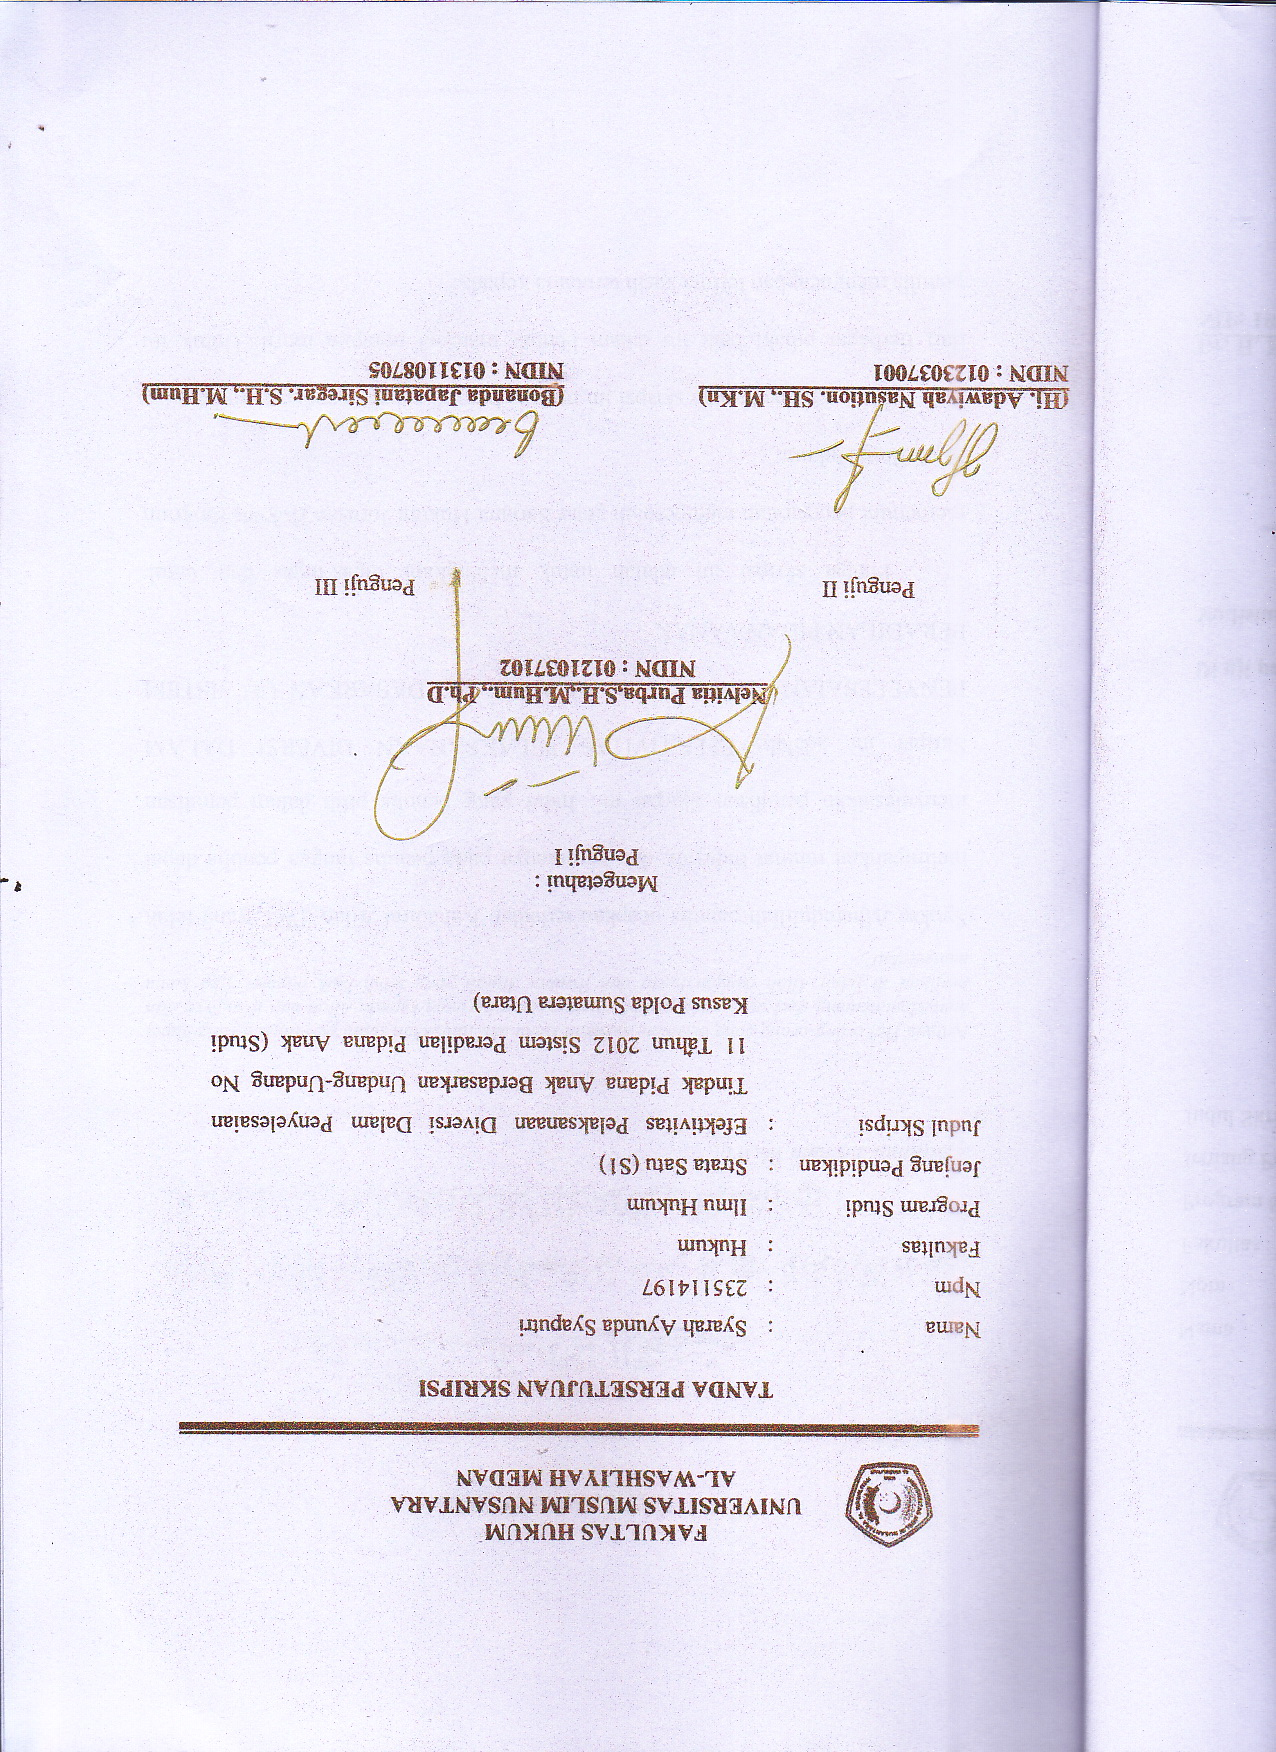 FAKULTAS HUKUM
UNIVERSITAS MUSLIM NUSANTARA
AL-WASHLIYAH MEDAN
TANDA PERSETUJUAN SKRIPSI
Nama : Syarah Ayunda Syaputri
Npm : 235114197
Fakultas : Hukum
Program Studi : Ilmu Hukum
Jenjang Pendidikan : Strata Satu (S1)
Judul Skripsi : Efektivitas Pelaksanaan Diversi Dalam Penyelesaian
Tindak Pidana Anak Berdasarkan Undang-Undang No
11 Tahun 2012 Sistem Peradilan Pidana Anak (Studi
Kasus Polda Sumatera Utara)
Mengetahui :
Penguji I
Nelvitia Purba,S.H.,M.Hum., Ph.D
NIDN : 0121037102
Penguji II
Penguji III
(Hj. Adawiyah Nasution. SH., M.Kn)
(Bonanda Japatani Siregar. S.H., M.Hum)
NIDN : 0123037001
NIDN : 0131108705